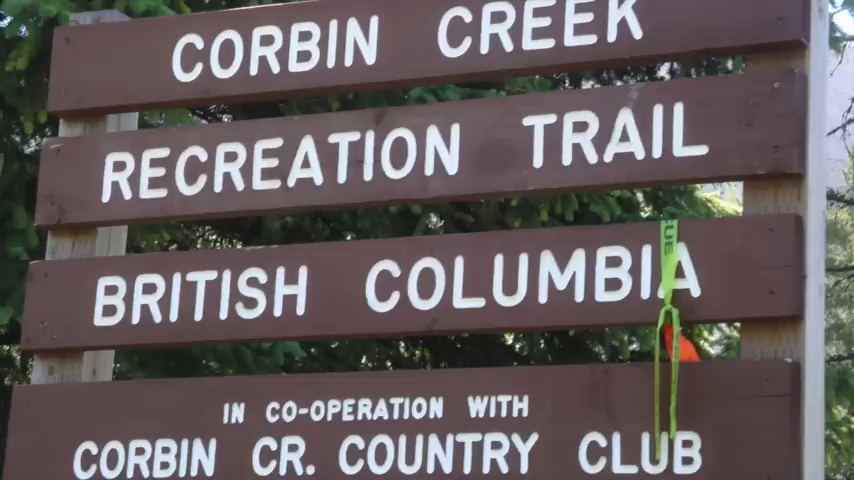 CORBIN CREEK
RECREATION TRAIL
BRITISH COLUMBIA
IN CO-OPERATION WITH
CORBIN CR. COUNTRY CLUB